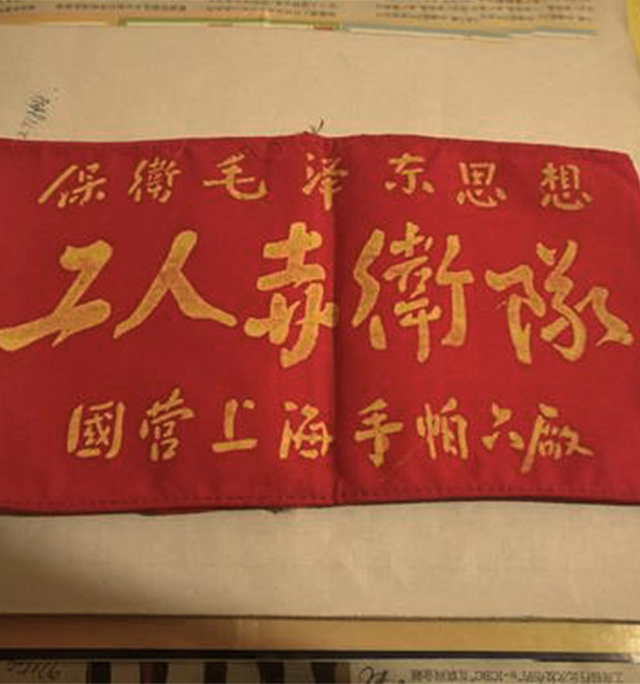 保衛毛泽东思想
工人赤衛隊
國营上海手帕六廠